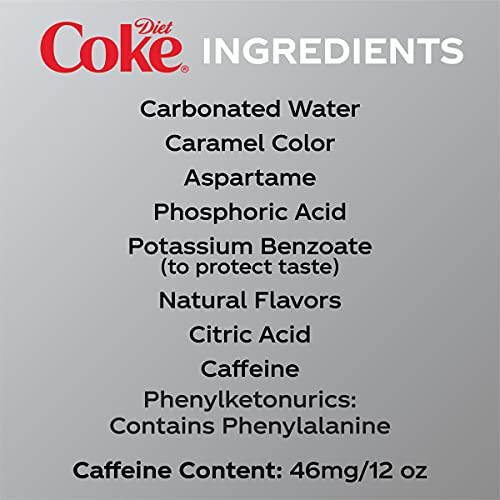 Diet
Coke® INGREDIENTS
Carbonated Water
Caramel Color
Aspartame
Phosphoric Acid
Potassium Benzoate
(to protect taste)
Natural Flavors
Citric Acid
Caffeine
Phenylketonurics:
Contains Phenylalanine
Caffeine Content: 46mg/12 oz